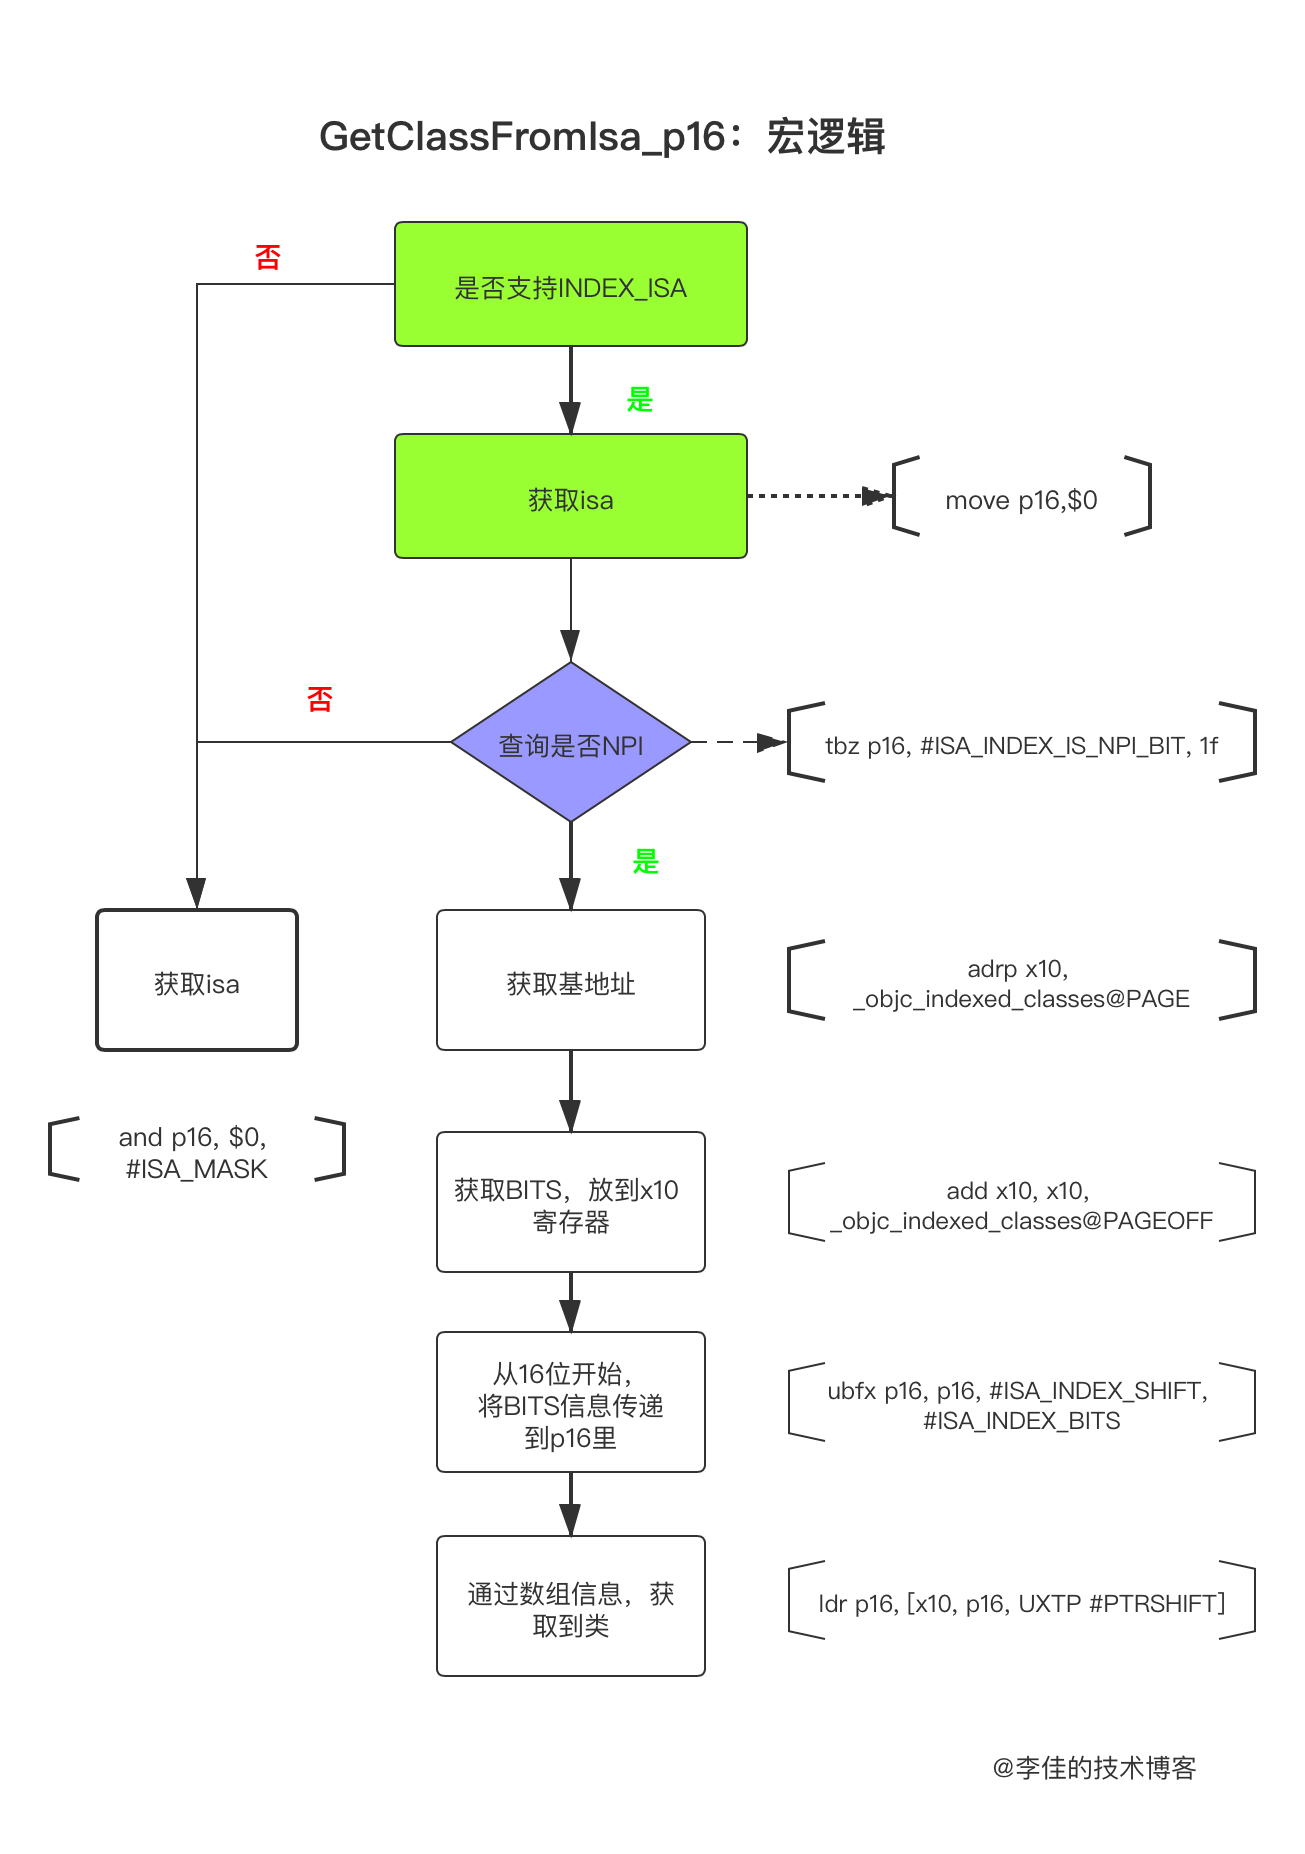 GetClassFromIsa_p16：宏逻辑
否
是否支持INDEX_ISA
是
获取isa
move p16,$0
否
查询是否NPI
tbz p16, #ISA_INDEX_IS_NPI_BIT, 1f
是
获取isa
获取基地址
adrp x10,
_objc_indexed_classes@PAGE
and p16, $0,
#ISA_MASK
获取BITS，放到x10
寄存器
add x10, x10,
_objc_indexed_classes@PAGEOFF
从16位开始，
将BITS信息传递
到p16里
ubfx p16, p16, #ISA_INDEX_SHIFT,
#ISA_INDEX_BITS
通过数组信息，获
取到类
ldr p16, [x10, p16, UXTP #PTRSHIFT]
@李佳的技术博客